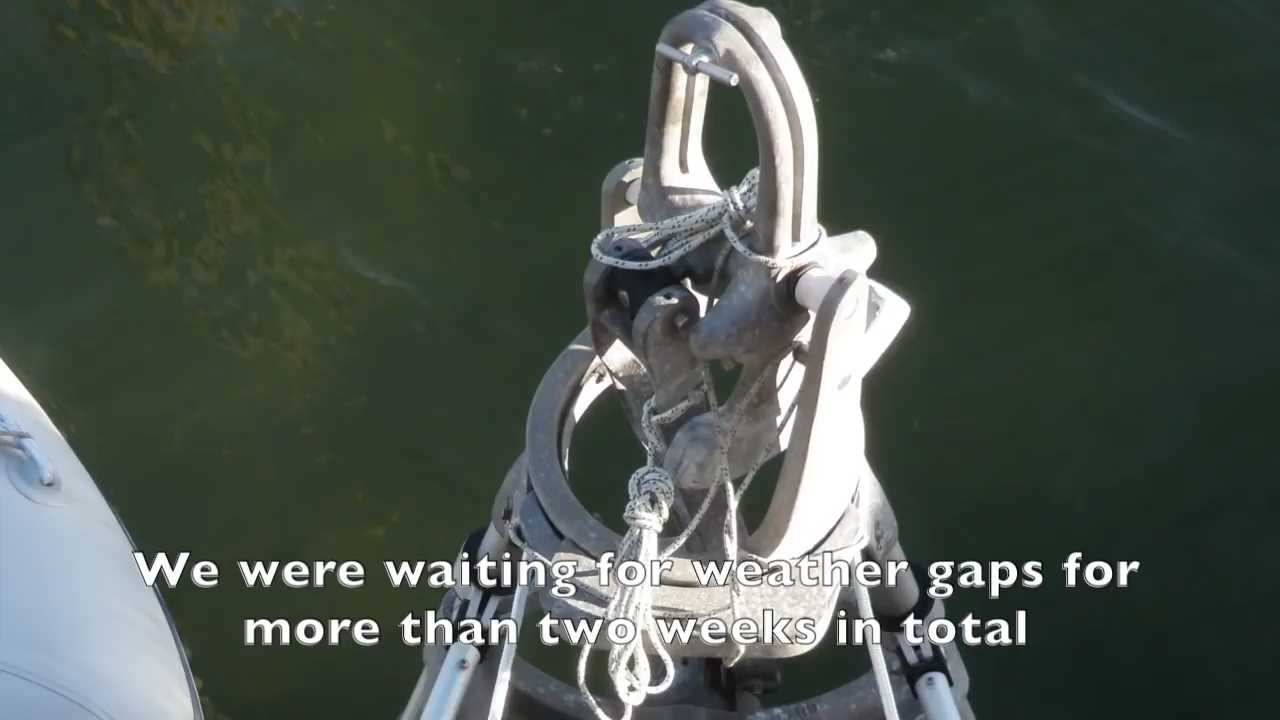 We were waiting for weather gaps for
more than two weeks in total